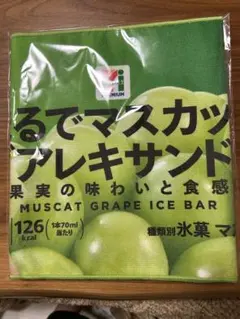 るでマスカッ
アレキサンド
果実の味わいと食感
MUSCAT GRAPE ICE BAR
126 kcal
1本70ml
当たり
種類別 氷菓 マ